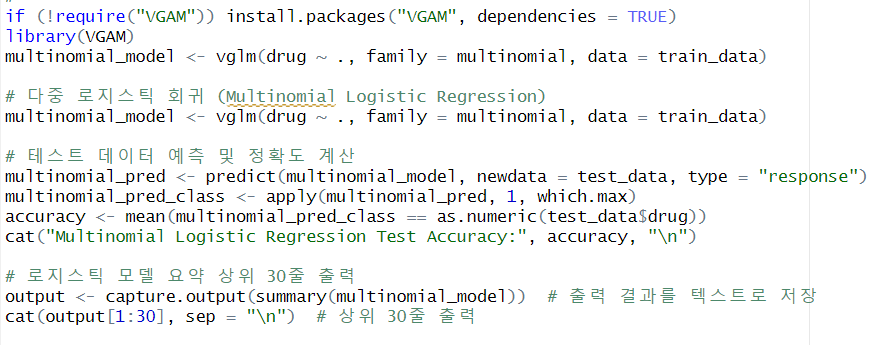 if (!require("VGAM")) install.packages("VGAM", dependencies = TRUE)
library(VGAM)
multinomial_model <- vglm(drug ~ ., family = multinomial, data = train_data)
# 다중 로지스틱 회귀 (Multinomial Logistic Regression)
multinomial_model <- vglm(drug ~ ., family = multinomial, data = train_data)
# 테스트 데이터 예측 및 정확도 계산
multinomial_pred <- predict(multinomial_model, newdata = test_data, type = "response")
multinomial_pred_class <- apply(multinomial_pred, 1, which.max)
accuracy <- mean(multinomial_pred_class == as.numeric(test_data$drug))
cat("Multinomial Logistic Regression Test Accuracy:", accuracy, "\n")
# 로지스틱 모델 요약 상위 30줄 출력
output <- capture.output(summary(multinomial_model))  # 출력 결과를 텍스트로 저장
cat(output[1:30], sep = "\n")  # 상위 30줄 출력